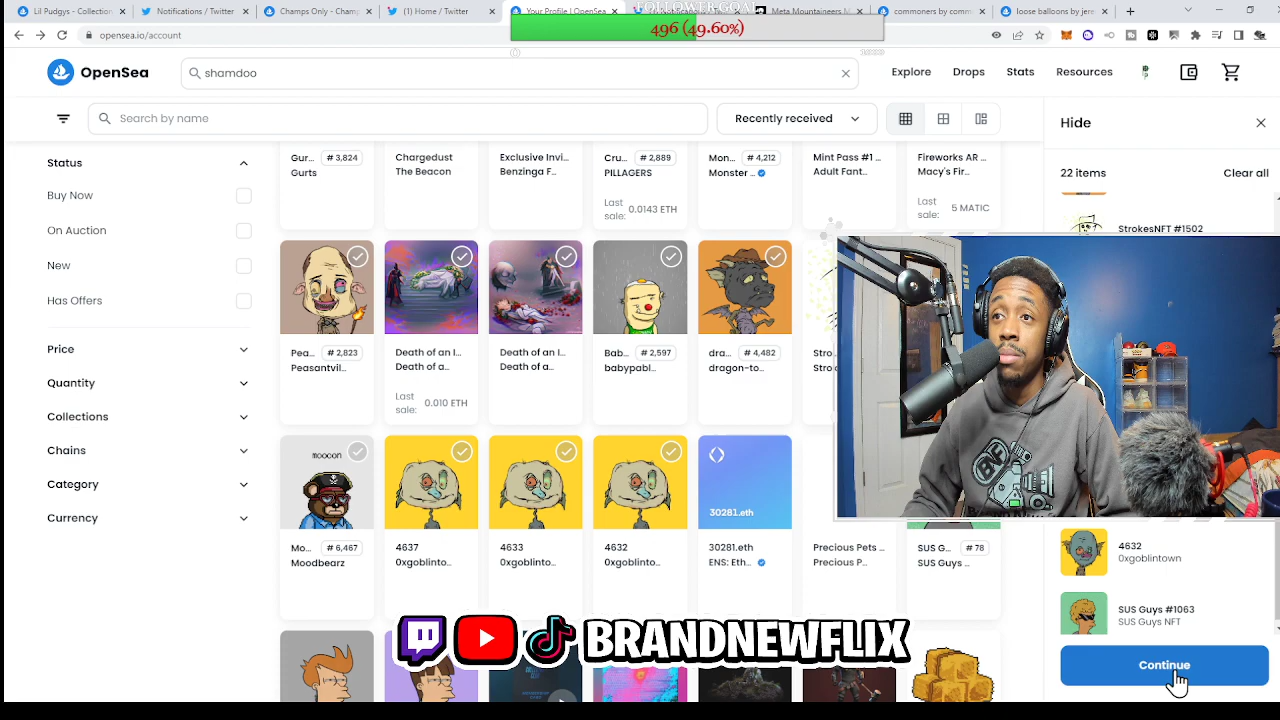 Lil Pudgys - Collection | O
Notifications / Twitter
Champs Only - Champ
(1) Home / Twitter
Your Profile | OpenSea
Meta Mountaineers M
commoners by comm
loose balloons by jerr
FOLLOWER GOAL
496 (49.60%)
opensea.io/account
OpenSea
shamdoo
Explore
Drops
Stats
Resources
Search by name
Recently received
Hide
22 items
Clear all
Status
Buy Now
On Auction
New
Has Offers
Price
Quantity
Collections
Chains
Category
Currency
Gur... # 3,824
Gurts
Chargedust
The Beacon
Exclusive Invi...
Benzinga F...
Cru... # 2,889
PILLAGERS
Last sale: 0.0143 ETH
Mon... # 4,212
Monster ...
Mint Pass #1 ...
Adult Fant...
Fireworks AR ...
Macy's Fir...
Last sale: 5 MATIC
StrokesNFT #1502
Pea... # 2,823
Peasantvil...
Death of an I...
Death of a...
Last sale: 0.010 ETH
Death of an I...
Death of a...
Bab... # 2,597
babypabl...
dra... # 4,482
dragon-to...
Stro
Stro
moocon
30281.eth
Mo... # 6,467
Moodbearz
4637
0xgoblinto...
4633
0xgoblinto...
4632
0xgoblinto...
30281.eth
ENS: Eth...
Precious Pets ...
Precious P...
SUS G... # 78
SUS Guys ...
4632
0xgoblintown
SUS Guys #1063
SUS Guys NFT
Continue
BRANDNEWFLIX